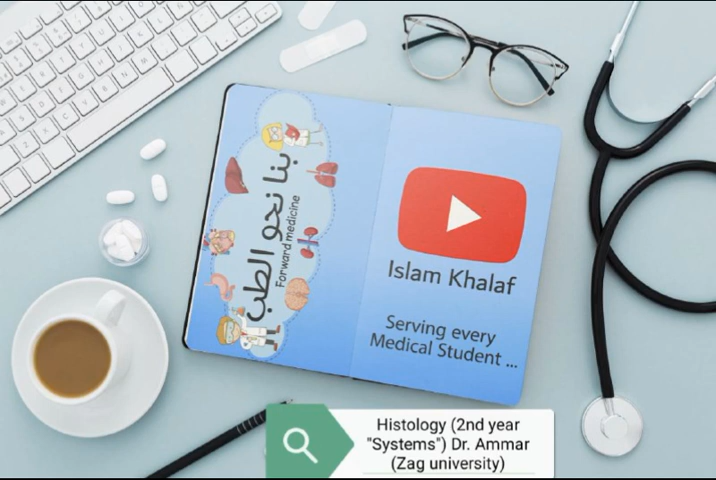 بنا نحو الطب
Forward medicine
Islam Khalaf
Serving every
Medical Student ...
Histology (2nd year
"Systems") Dr. Ammar
(Zag university)